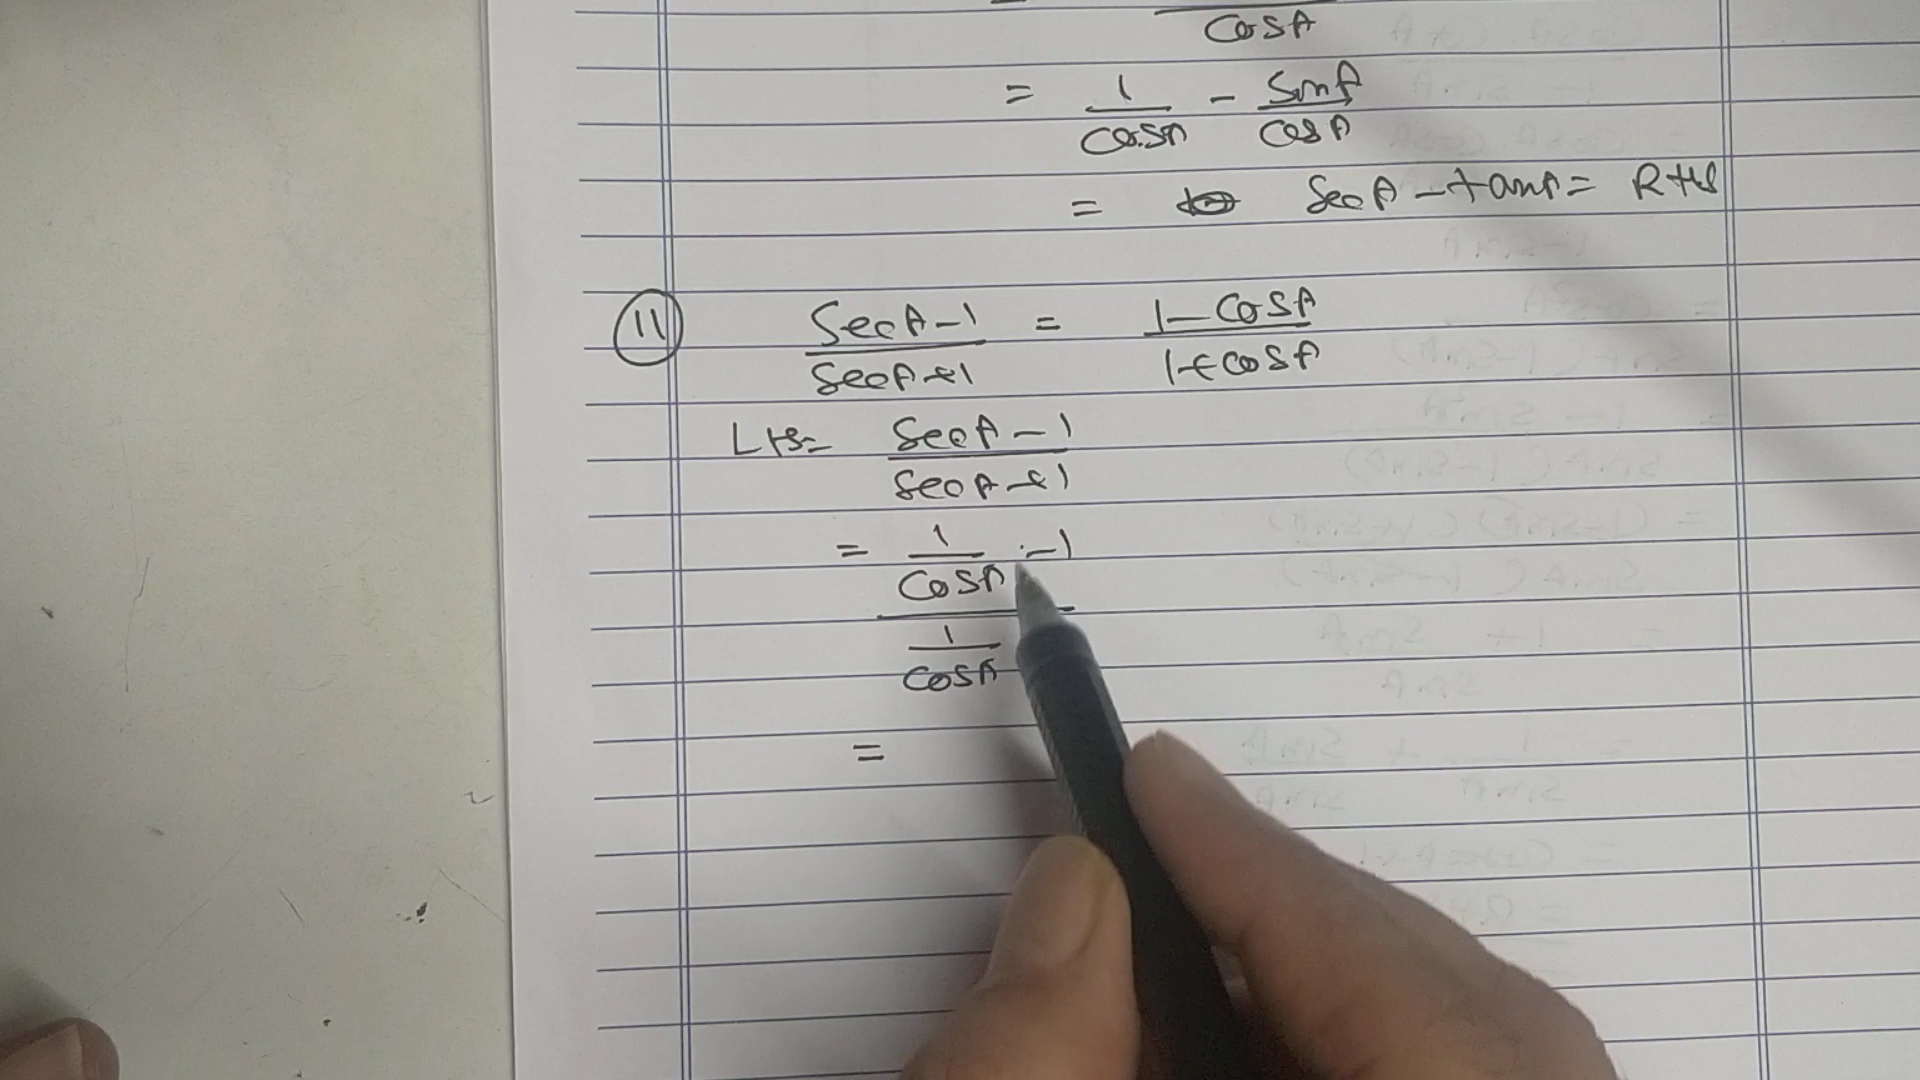 CosA
= 1/CosA - SinA/CosA
= SecA - tanA = RHS
11 SecA-1/SecA+1 = 1-CosA/1+CosA
LHS = SecA-1/SecA+1
= 1/CosA -1
1/CosA
=